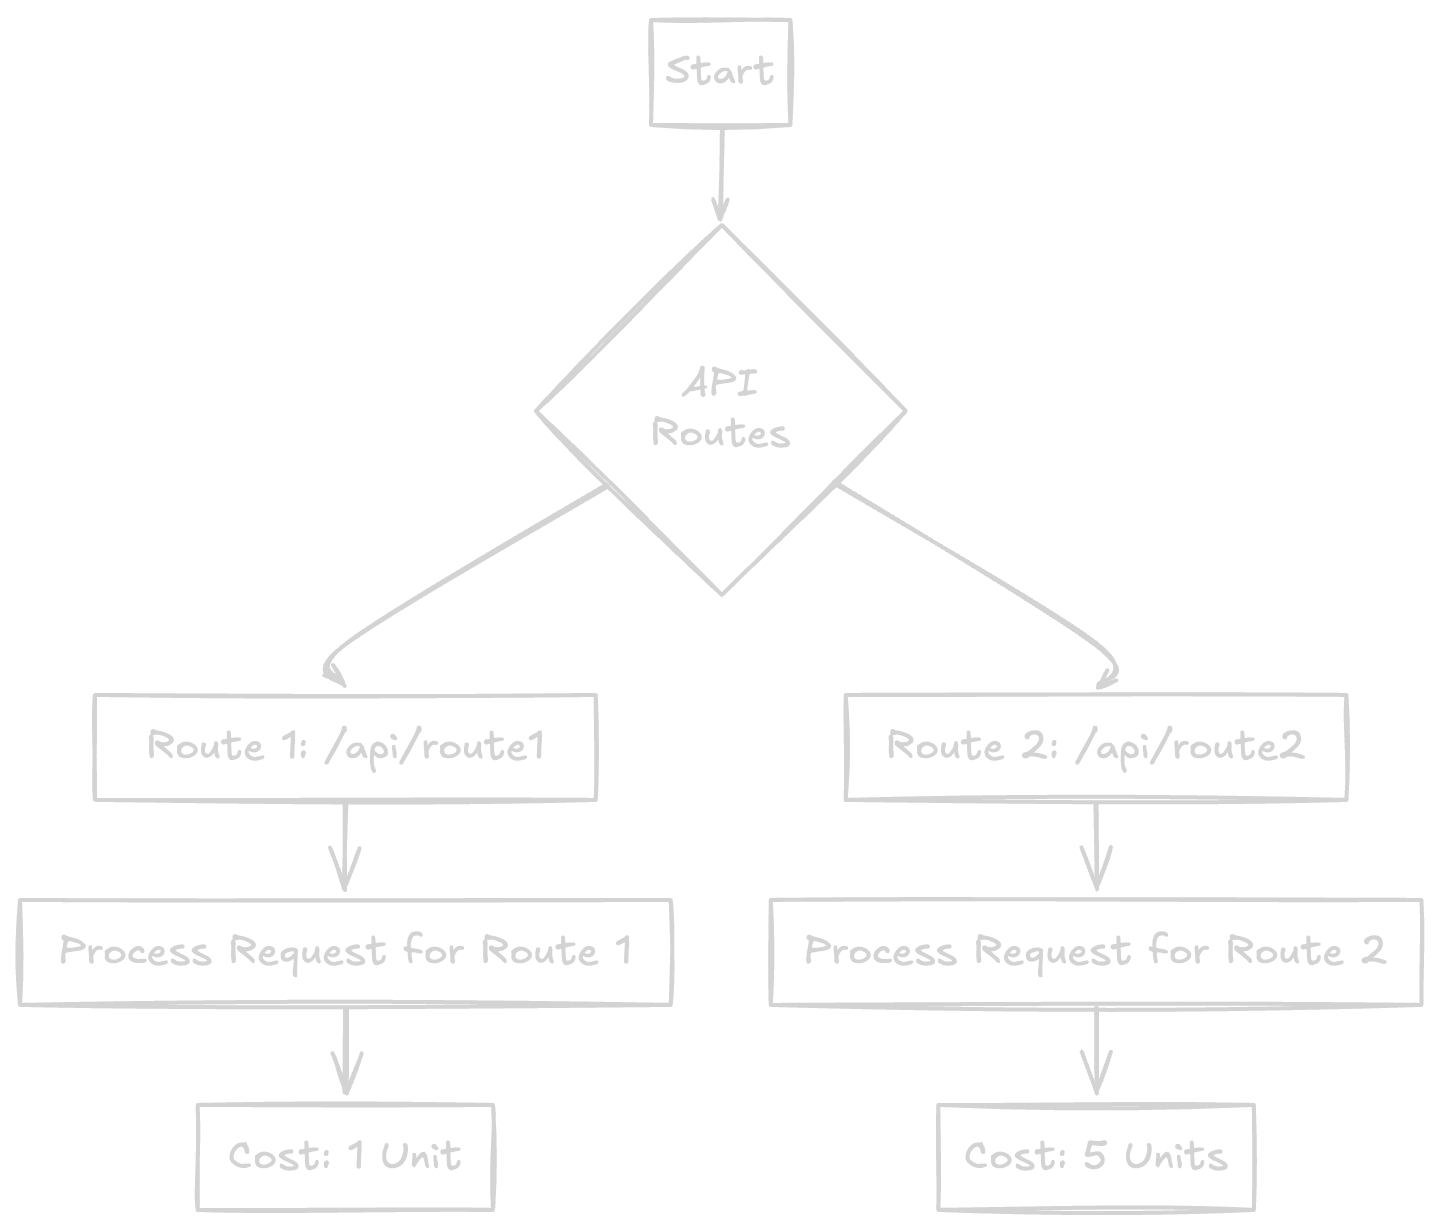 Start
API
Routes
Route 1: /api/route1
Route 2: /api/route2
Process Request for Route 1
Process Request for Route 2
Cost: 1 Unit
Cost: 5 Units